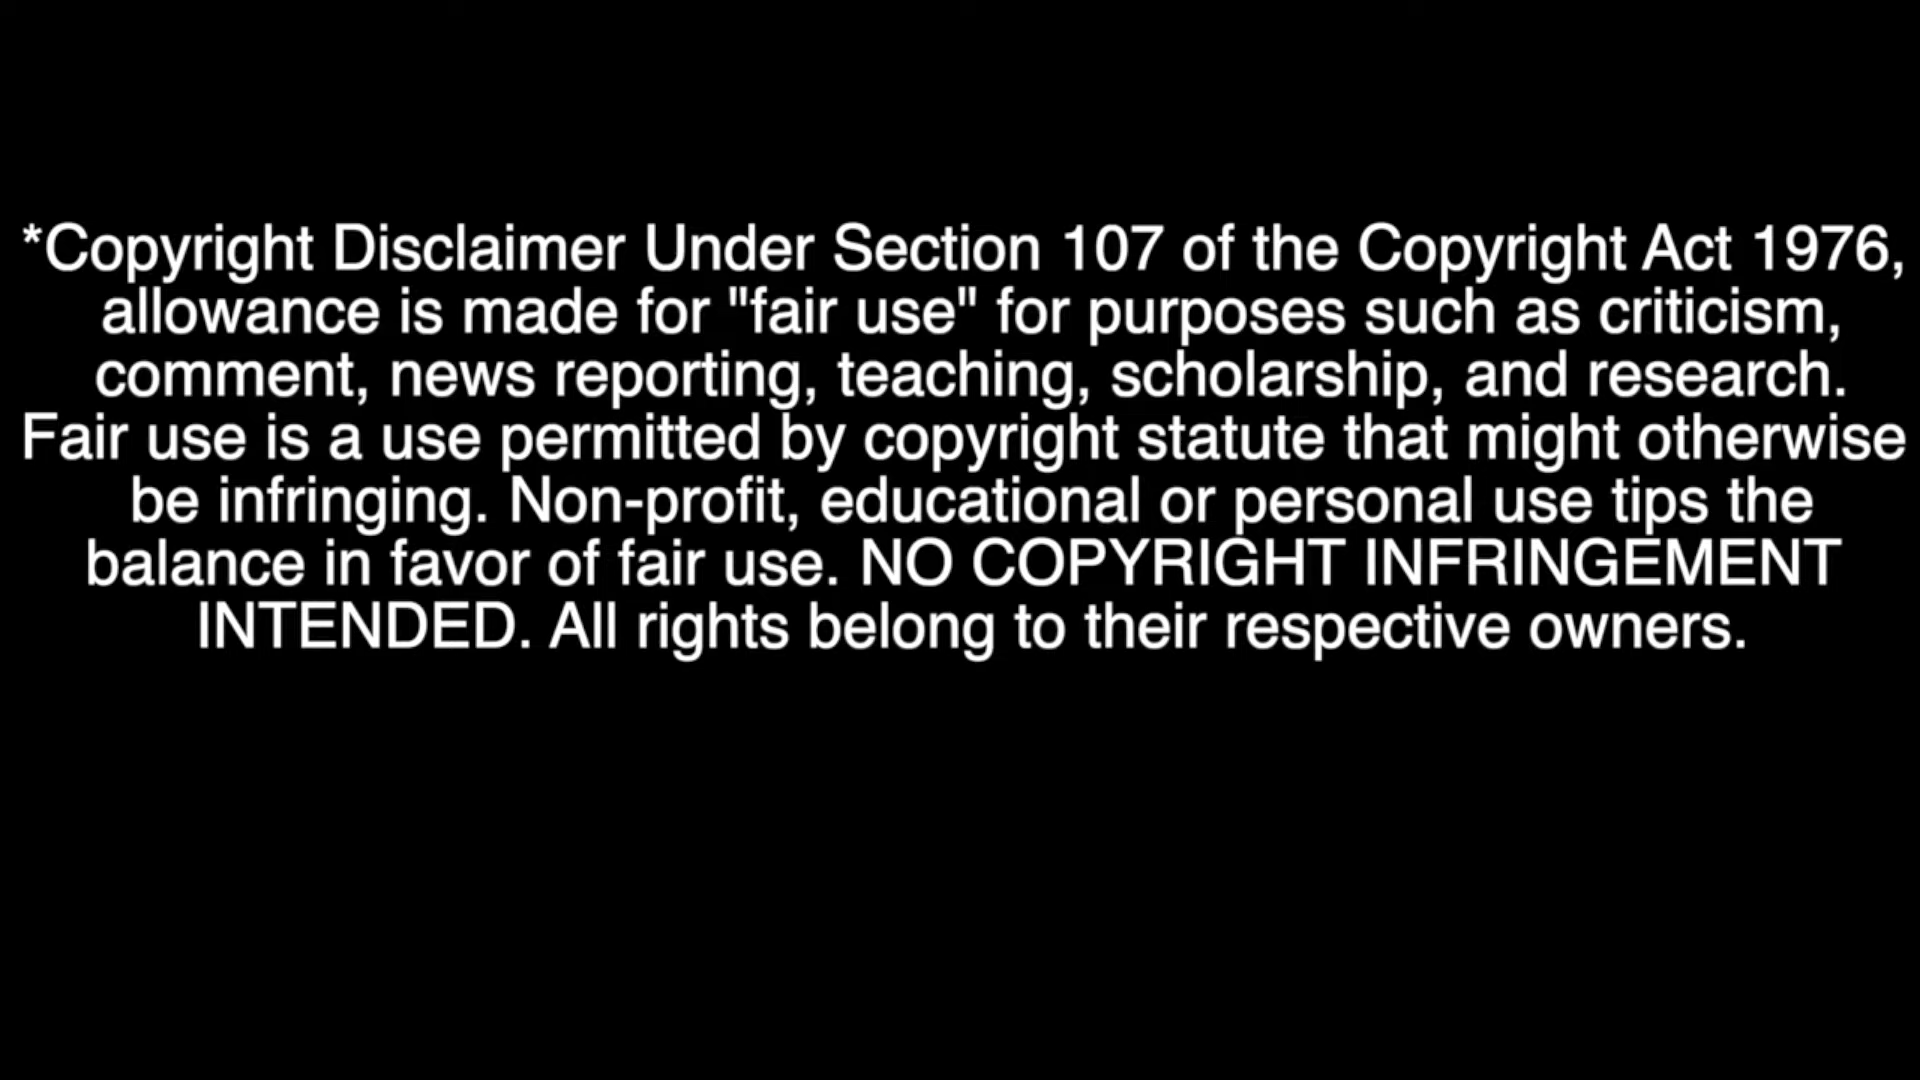 *Copyright Disclaimer Under Section 107 of the Copyright Act 1976,
allowance is made for "fair use" for purposes such as criticism,
comment, news reporting, teaching, scholarship, and research.
Fair use is a use permitted by copyright statute that might otherwise
be infringing. Non-profit, educational or personal use tips the
balance in favor of fair use. NO COPYRIGHT INFRINGEMENT
INTENDED. All rights belong to their respective owners.